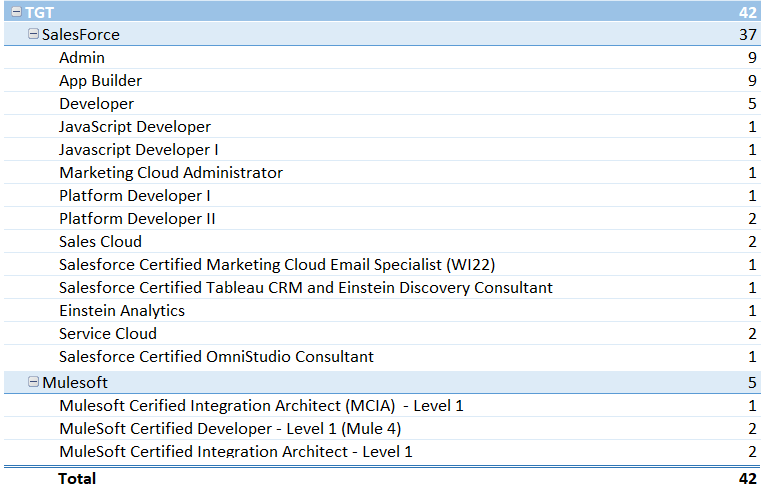 TGT 42
SalesForce 37
Admin 9
App Builder 9
Developer 5
JavaScript Developer 1
Javascript Developer I 1
Marketing Cloud Administrator 1
Platform Developer I 1
Platform Developer II 2
Sales Cloud 2
Salesforce Certified Marketing Cloud Email Specialist (WI22) 1
Salesforce Certified Tableau CRM and Einstein Discovery Consultant 1
Einstein Analytics 1
Service Cloud 2
Salesforce Certified OmniStudio Consultant 1
Mulesoft 5
Mulesoft Cerified Integration Architect (MCIA)  - Level 1 1
MuleSoft Certified Developer - Level 1 (Mule 4) 2
MuleSoft Certified Integration Architect - Level 1 2
Total 42